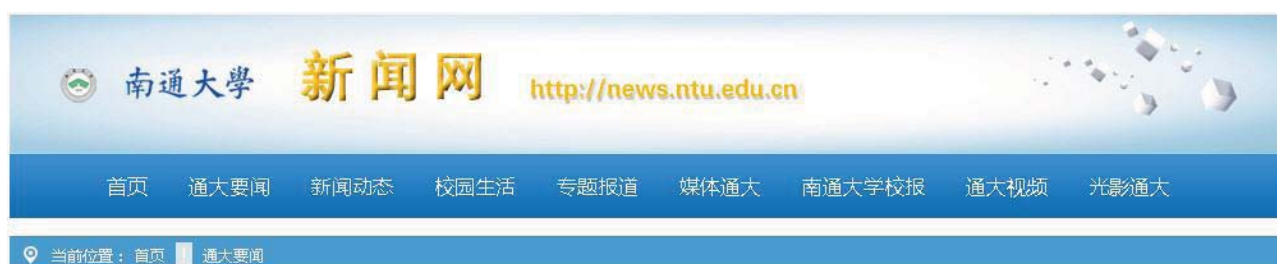 南通大學 新闻网 http://news.ntu.edu.cn
首页 通大要闻 新闻动态 校园生活 专题报道 媒体通大 南通大学校报 通大视频 光影通大
当前位置：首页 通大要闻